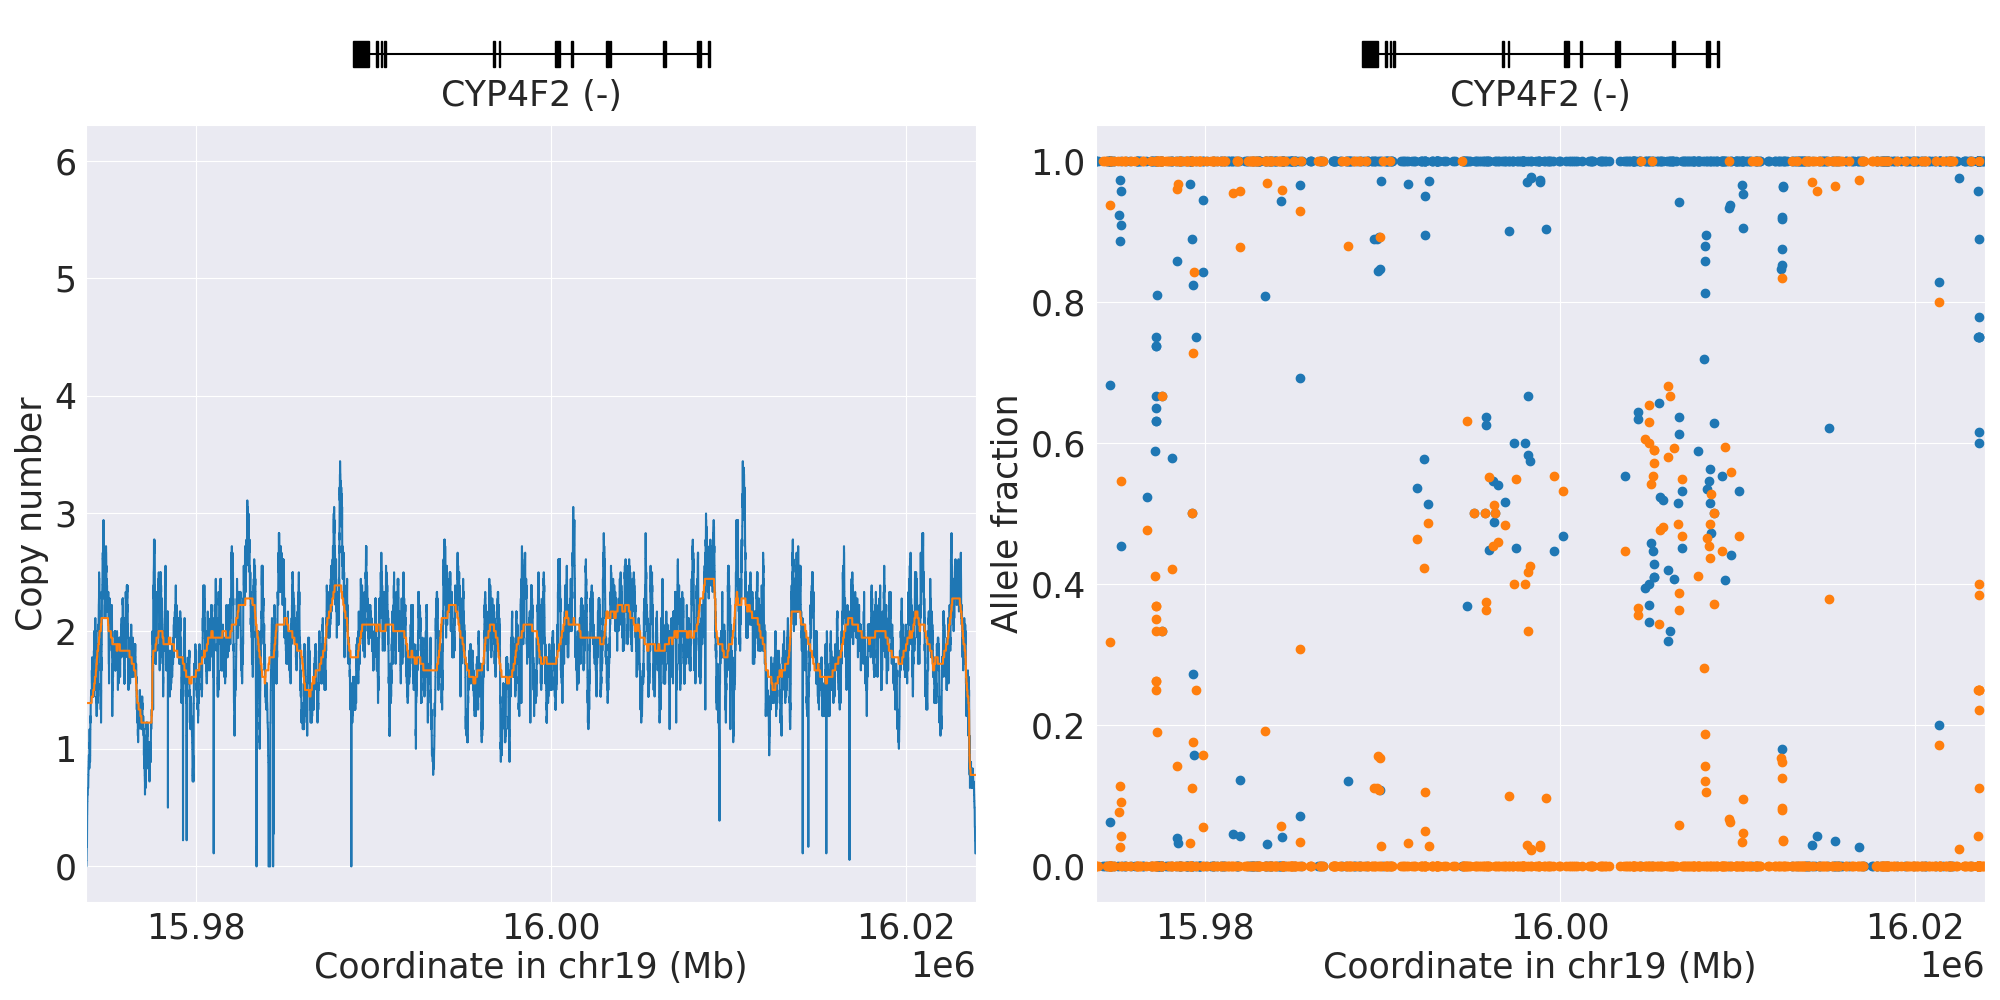 CYP4F2 (-)
Copy number
6
5
4
3
2
1
0
15.98
16.00
16.02
Coordinate in chr19 (Mb)
1e6
CYP4F2 (-)
Allele fraction
1.0
0.8
0.6
0.4
0.2
0.0
15.98
16.00
16.02
Coordinate in chr19 (Mb)
1e6